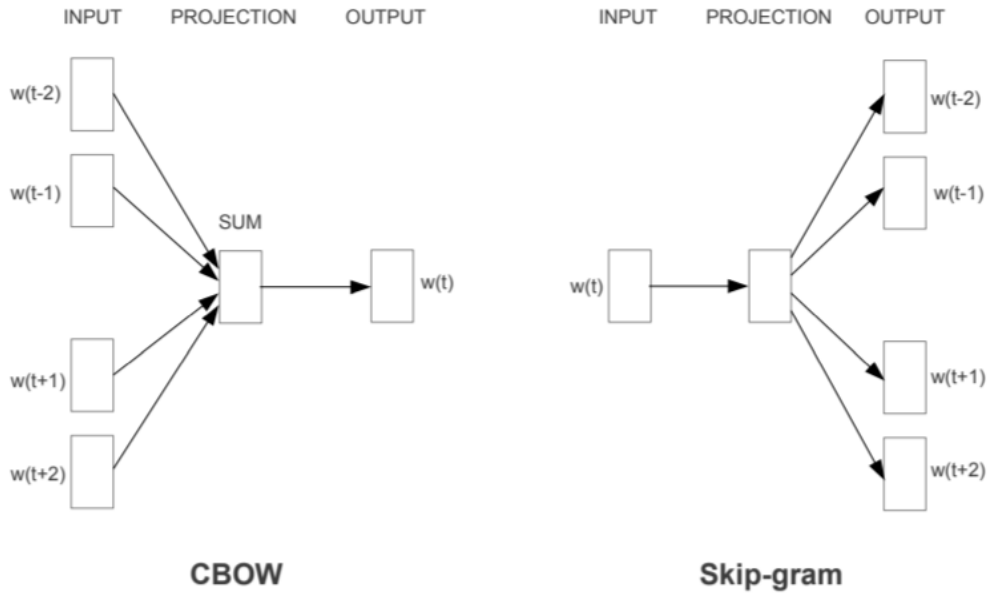 INPUT PROJECTION OUTPUT
w(t-2)
w(t-1)
SUM
w(t)
w(t+1)
w(t+2)
CBOW
INPUT PROJECTION OUTPUT
w(t-2)
w(t-1)
w(t)
w(t+1)
w(t+2)
Skip-gram